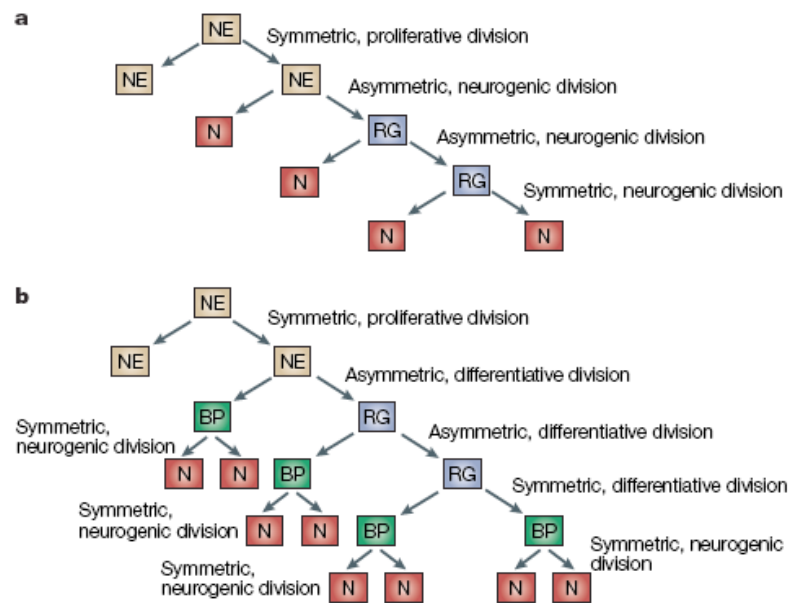 a
NE
Symmetric, proliferative division
NE
NE
Asymmetric, neurogenic division
N
RG
Asymmetric, neurogenic division
N
RG
Symmetric, neurogenic division
N
N
b
NE
Symmetric, proliferative division
NE
NE
Asymmetric, differentiative division
BP
RG
Symmetric,
neurogenic division
Asymmetric, differentiative division
N
N
BP
RG
Symmetric, differentiative division
Symmetric,
neurogenic division
N
N
BP
BP
Symmetric, neurogenic
division
Symmetric,
neurogenic division
N
N
N
N